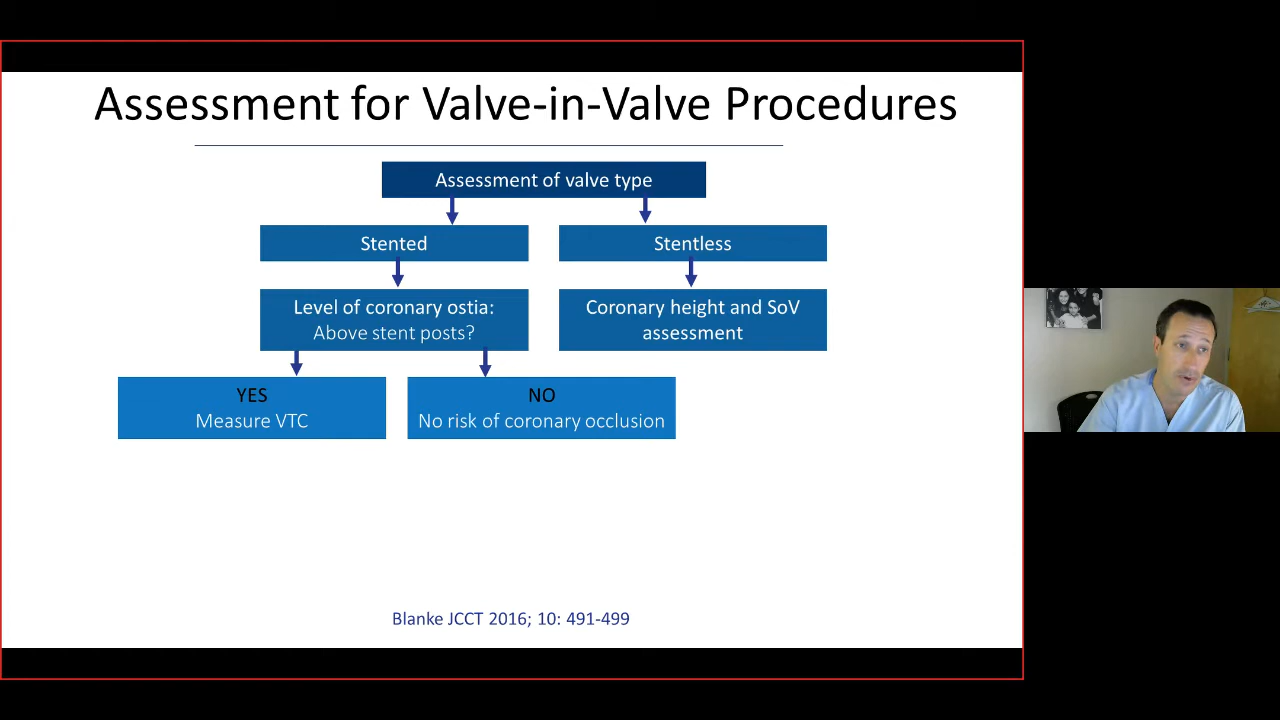 Assessment for Valve-in-Valve Procedures
Assessment of valve type
Stented
Stentless
Level of coronary ostia:
Above stent posts?
Coronary height and SoV
assessment
YES
Measure VTC
NO
No risk of coronary occlusion
Blanke JCCT 2016; 10: 491-499